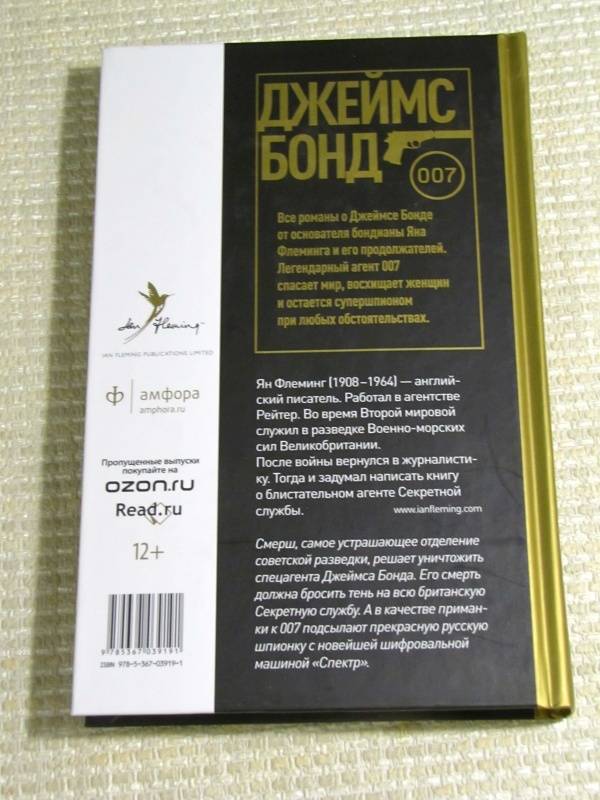 ДЖЕЙМС
БОНД
007
Все романы о Джеймсе Бонде
от основателя бондианы Яна
Флеминга и его продолжателей.
Легендарный агент 007
спасает мир, восхищает женщин
и остается супершпионом
при любых обстоятельствах.
Ian Fleming
IAN FLEMING PUBLICATIONS LIMITED
ф амфора
amphora.ru
Пропущенные выпуски
покупайте на
ozon.ru
Read.ru
12+
9 785367 039191
ISBN 978-5-367-03919-1
Ян Флеминг (1908–1964) — англий-
ский писатель. Работал в агентстве
Рейтер. Во время Второй мировой
служил в разведке Военно-морских
сил Великобритании.
После войны вернулся в журналисти-
ку. Тогда и задумал написать книгу
о блистательном агенте Секретной
службы.
www.ianfleming.com
Смерш, самое устрашающее отделение
советской разведки, решает уничтожить
спецагента Джеймса Бонда. Его смерть
должна бросить тень на всю британскую
Секретную службу. А в качестве приман-
ки к 007 подсылают прекрасную русскую
шпионку с новейшей шифровальной
машиной «Спектр».